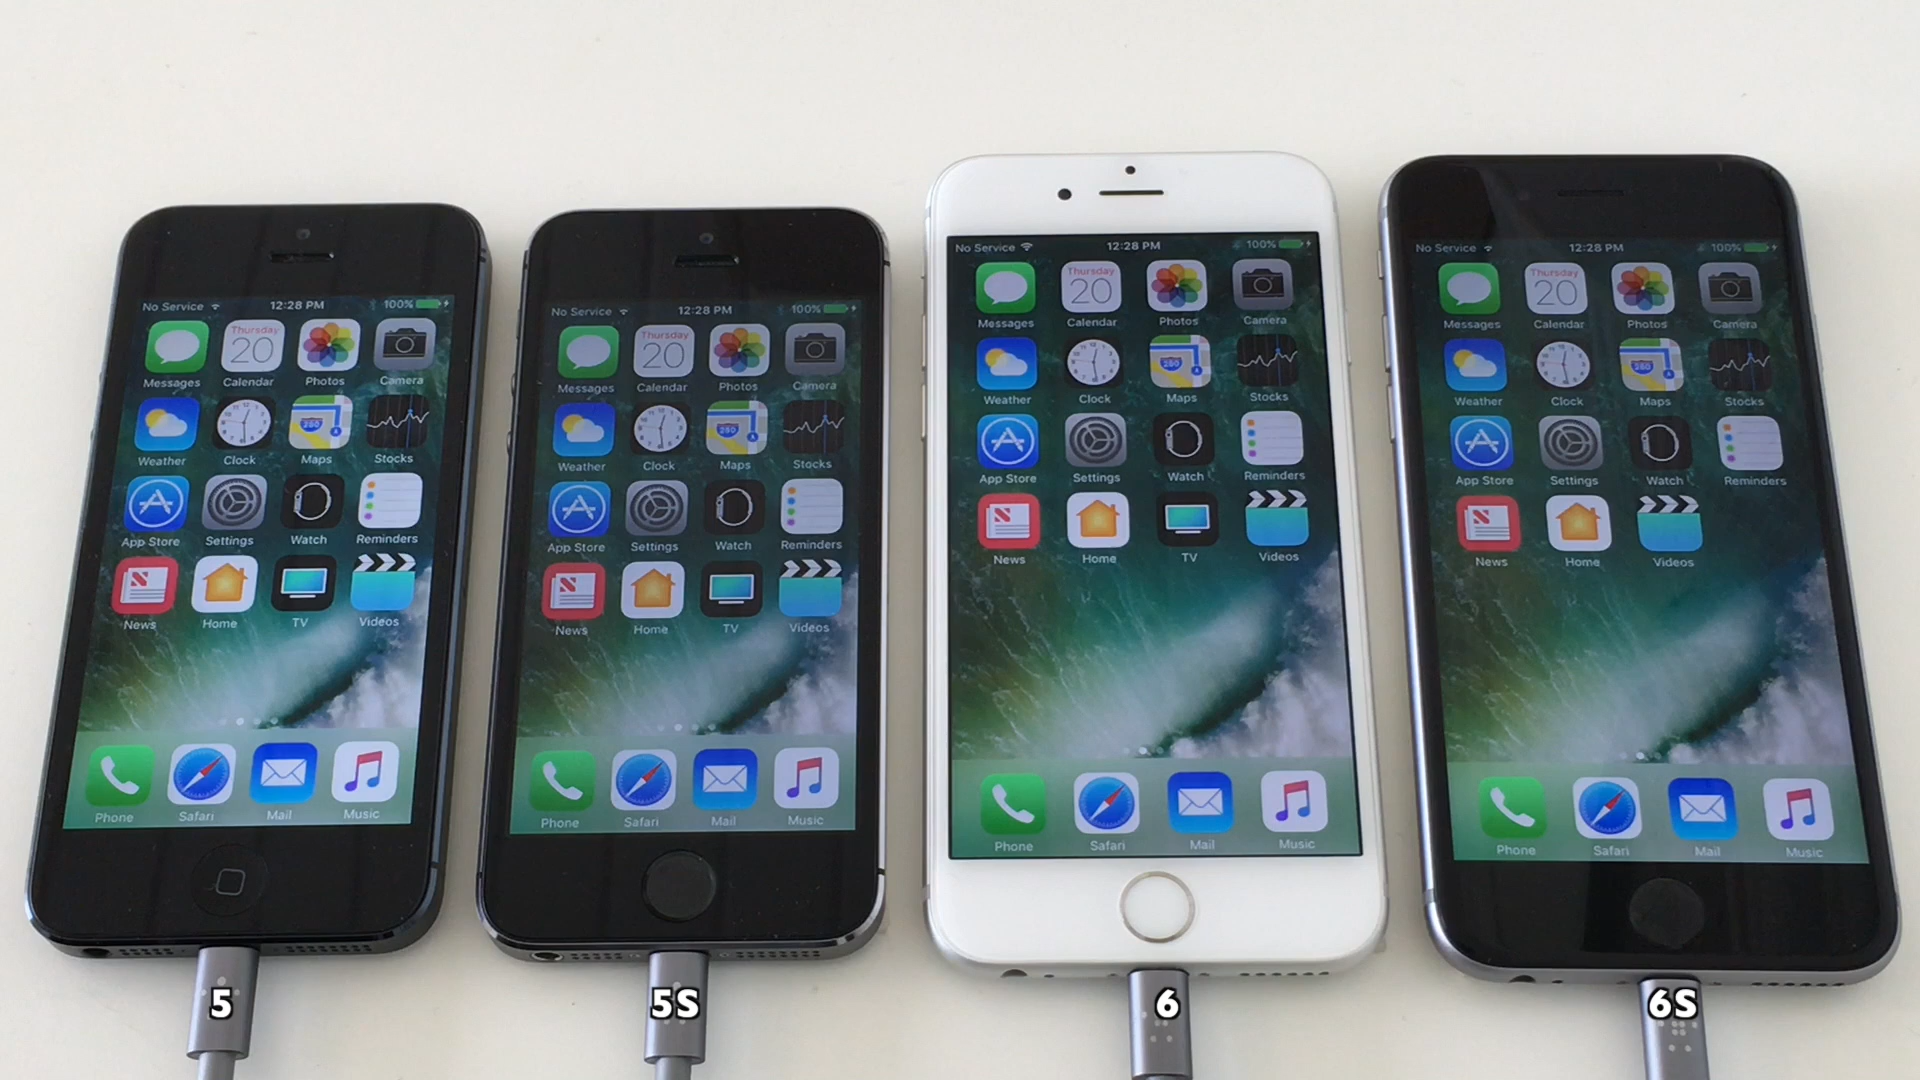 No Service 12:28 PM 100%
Messages Thursday 20 Calendar Photos Camera
Weather Clock 280 Maps Stocks
App Store Settings Watch Reminders
News Home TV Videos
Phone Safari Mail Music
5
No Service 12:28 PM 100%
Messages Thursday 20 Calendar Photos Camera
Weather Clock 280 Maps Stocks
App Store Settings Watch Reminders
News Home TV Videos
Phone Safari Mail Music
5S
No Service 12:28 PM 100%
Messages Thursday 20 Calendar Photos Camera
Weather Clock 280 Maps Stocks
App Store Settings Watch Reminders
News Home TV Videos
Phone Safari Mail Music
6
No Service 12:28 PM 100%
Messages Thursday 20 Calendar Photos Camera
Weather Clock 280 Maps Stocks
App Store Settings Watch Reminders
News Home Videos
Phone Safari Mail Music
6S